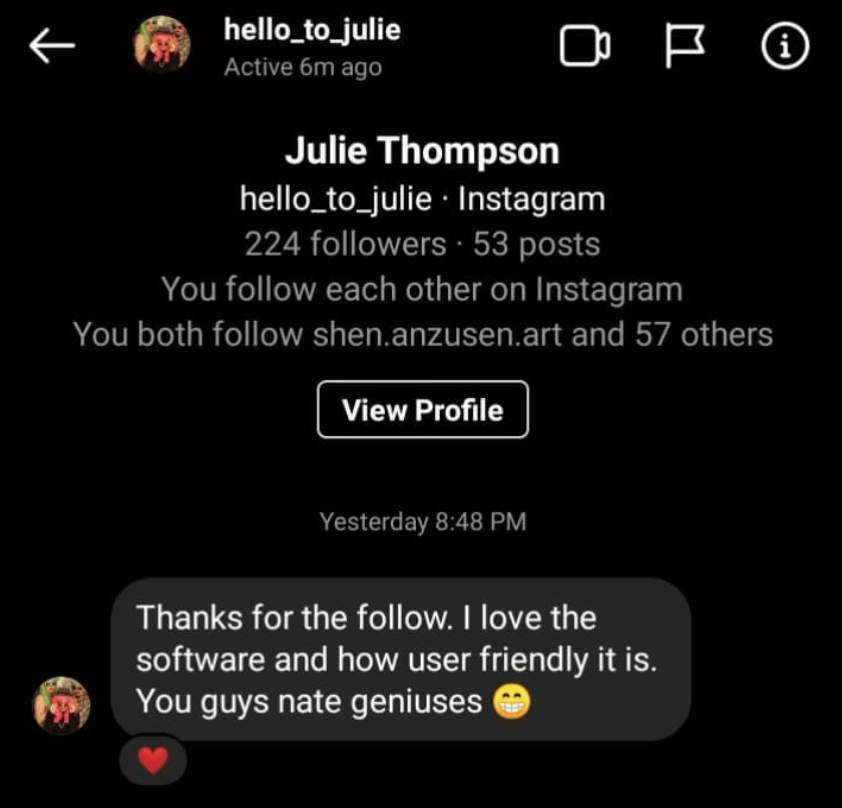 hello_to_julie
Active 6m ago
Julie Thompson
hello_to_julie · Instagram
224 followers · 53 posts
You follow each other on Instagram
You both follow shen.anzusen.art and 57 others
View Profile
Yesterday 8:48 PM
Thanks for the follow. I love the
software and how user friendly it is.
You guys nate geniuses 😁